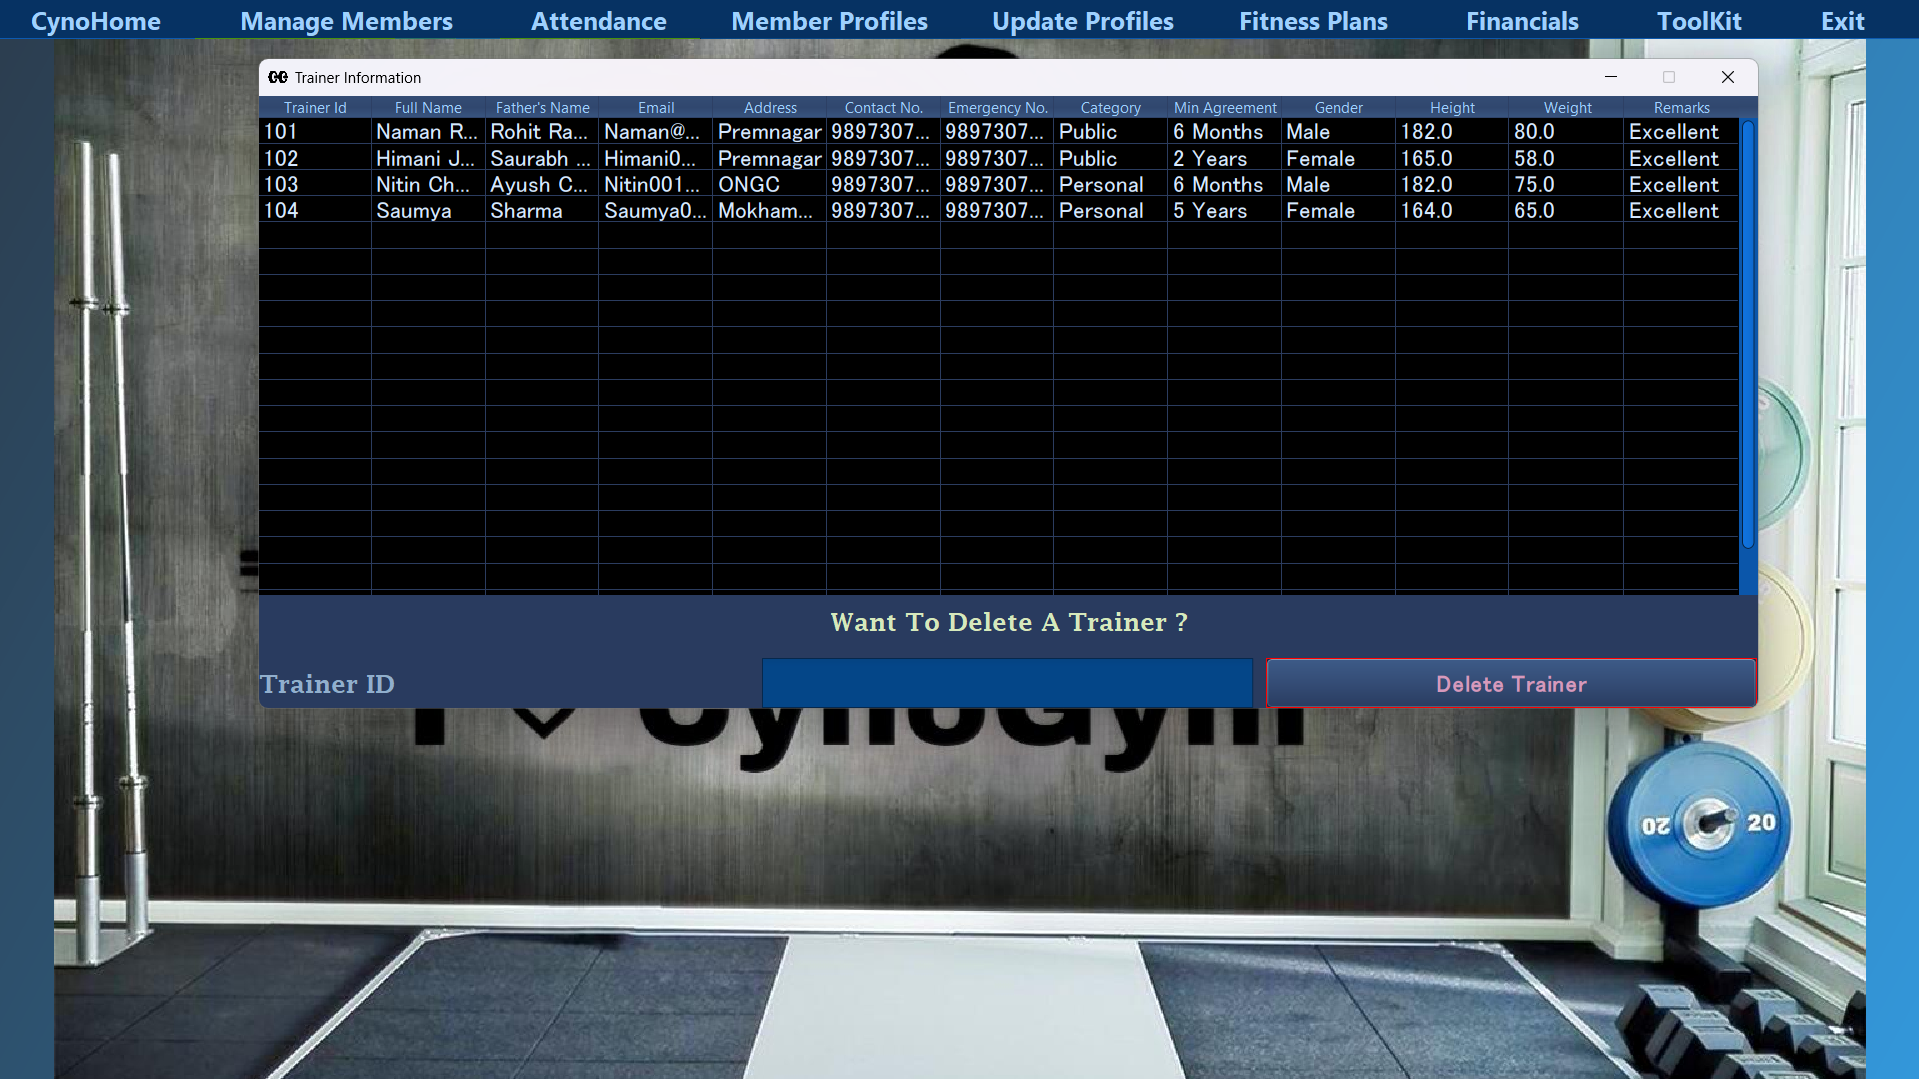 CynoHome Manage Members Attendance Member Profiles Update Profiles Fitness Plans Financials ToolKit Exit
Trainer Information
Trainer Id Full Name Father's Name Email Address Contact No. Emergency No. Category Min Agreement Gender Height Weight Remarks
101 Naman R... Rohit Ra... Naman@... Premnagar 9897307... 9897307... Public 6 Months Male 182.0 80.0 Excellent
102 Himani J... Saurabh ... Himani0... Premnagar 9897307... 9897307... Public 2 Years Female 165.0 58.0 Excellent
103 Nitin Ch... Ayush C... Nitin001... ONGC 9897307... 9897307... Personal 6 Months Male 182.0 75.0 Excellent
104 Saumya Sharma Saumya0... Mokham... 9897307... 9897307... Personal 5 Years Female 164.0 65.0 Excellent
Want To Delete A Trainer ?
Trainer ID Delete Trainer
I CynoGym
20 20